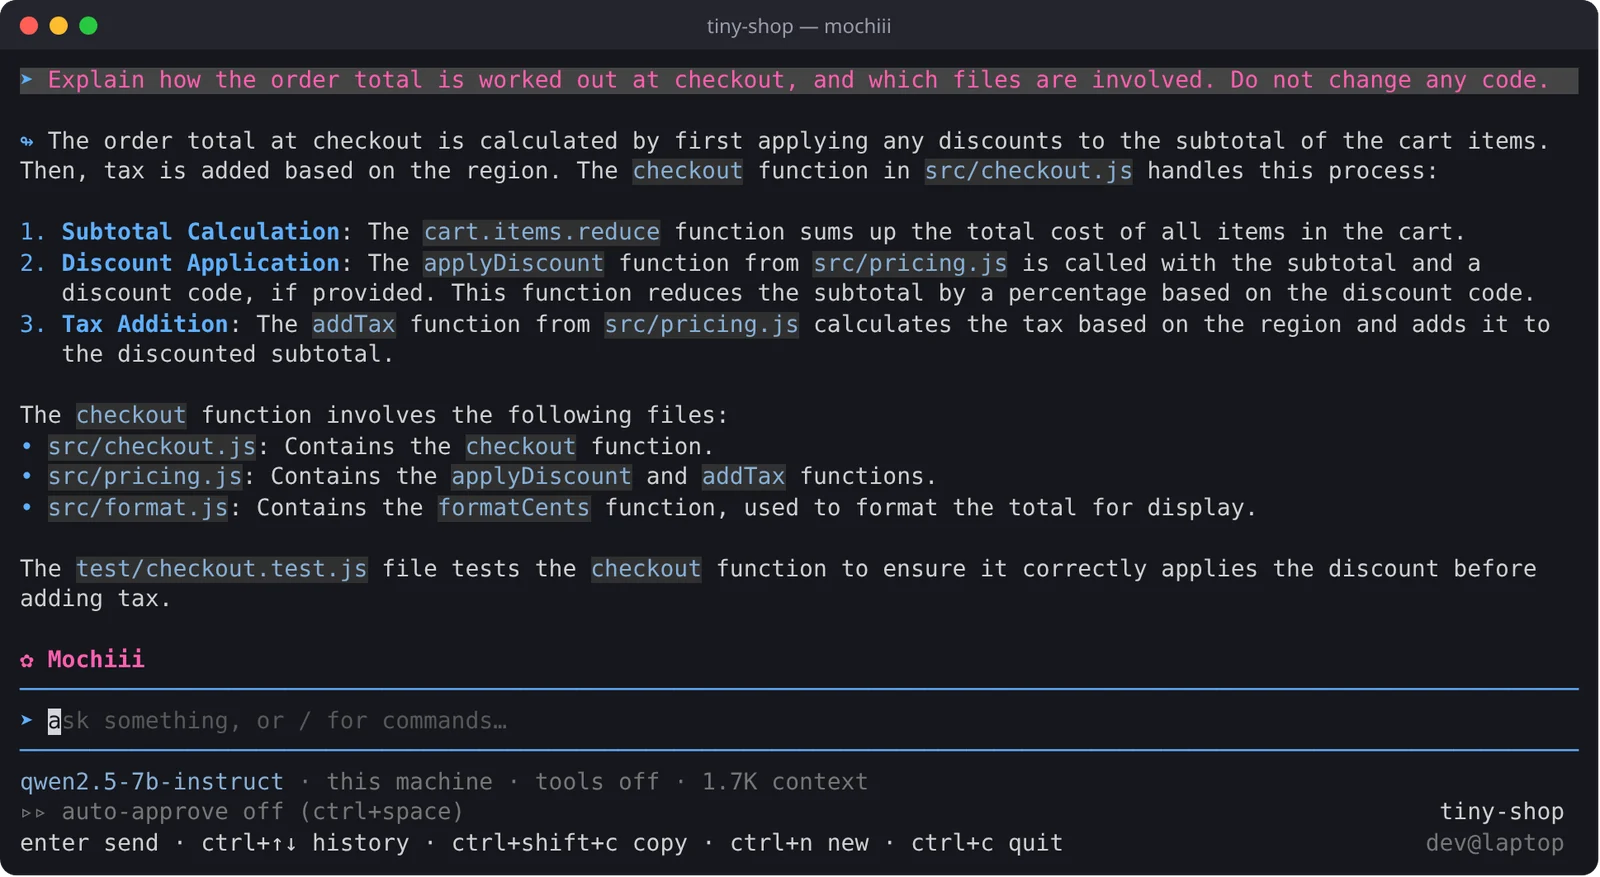 tiny-shop — mochiii
➤ Explain how the order total is worked out at checkout, and which files are involved. Do not change any code.
↬ The order total at checkout is calculated by first applying any discounts to the subtotal of the cart items.
Then, tax is added based on the region. The checkout function in src/checkout.js handles this process:
1. Subtotal Calculation: The cart.items.reduce function sums up the total cost of all items in the cart.
2. Discount Application: The applyDiscount function from src/pricing.js is called with the subtotal and a
discount code, if provided. This function reduces the subtotal by a percentage based on the discount code.
3. Tax Addition: The addTax function from src/pricing.js calculates the tax based on the region and adds it to
the discounted subtotal.
The checkout function involves the following files:
• src/checkout.js: Contains the checkout function.
• src/pricing.js: Contains the applyDiscount and addTax functions.
• src/format.js: Contains the formatCents function, used to format the total for display.
The test/checkout.test.js file tests the checkout function to ensure it correctly applies the discount before
adding tax.
✿ Mochiii
➤ ask something, or / for commands…
qwen2.5-7b-instruct · this machine · tools off · 1.7K context
▹▹ auto-approve off (ctrl+space) tiny-shop
enter send · ctrl+↑↓ history · ctrl+shift+c copy · ctrl+n new · ctrl+c quit dev@laptop